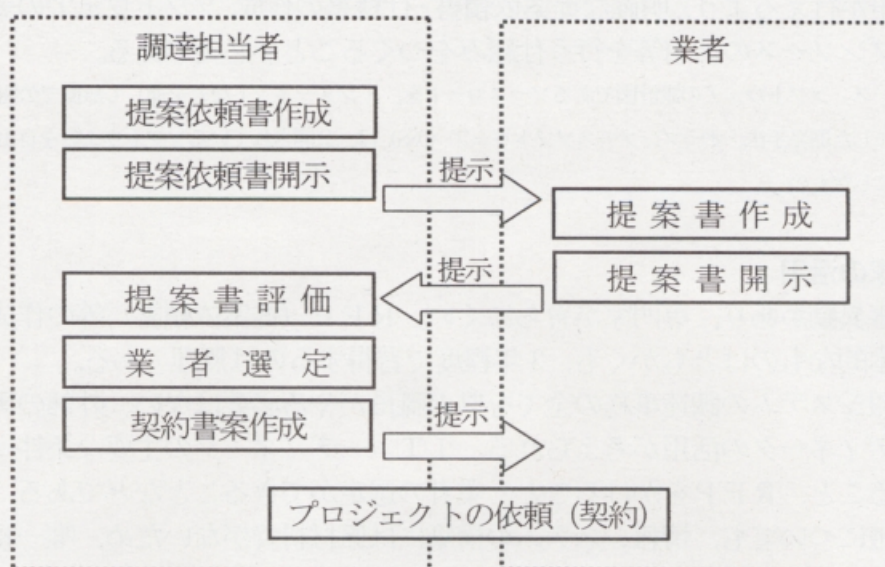 調達担当者
業者
提案依頼書作成
提案依頼書開示
提示
提案書作成
提案書開示
提示
提案書評価
業者選定
契約書案作成
提示
プロジェクトの依頼（契約）